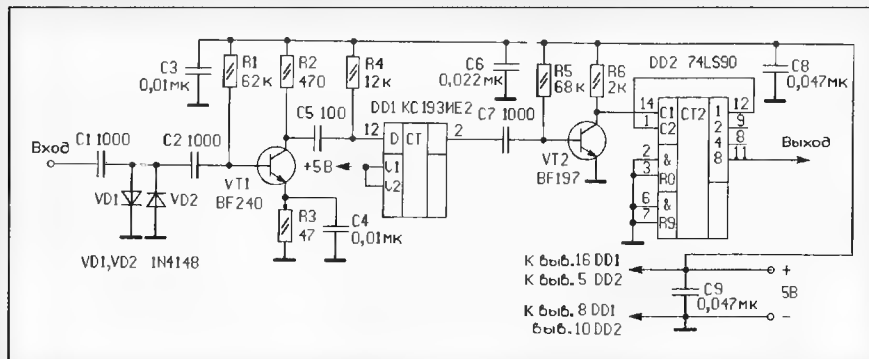 C3
0,01мк
R1
62к
R2
470
R4
12к
C6
0,022мк
R5
68к
R6
2к
DD2 74LS90
C8
0,047мк
C5 100
DD1 КС193ИЕ2
C7 1000
Вход
C1 1000
C2 1000
12
D
CT
2
V1
V2
+5В
14
1
C1
C2
CT2
1
2
4
8
12
9
8
11
Выход
2
3
&
R0
6
7
&
R9
VD1
VD2
VT1
BF240
VT2
BF197
R3
47
C4
0,01мк
VD1,VD2 1N4148
К выв.16 DD1
К выв.5 DD2
+
5В
−
C9
0,047мк
К выв.8 DD1
выв.10 DD2